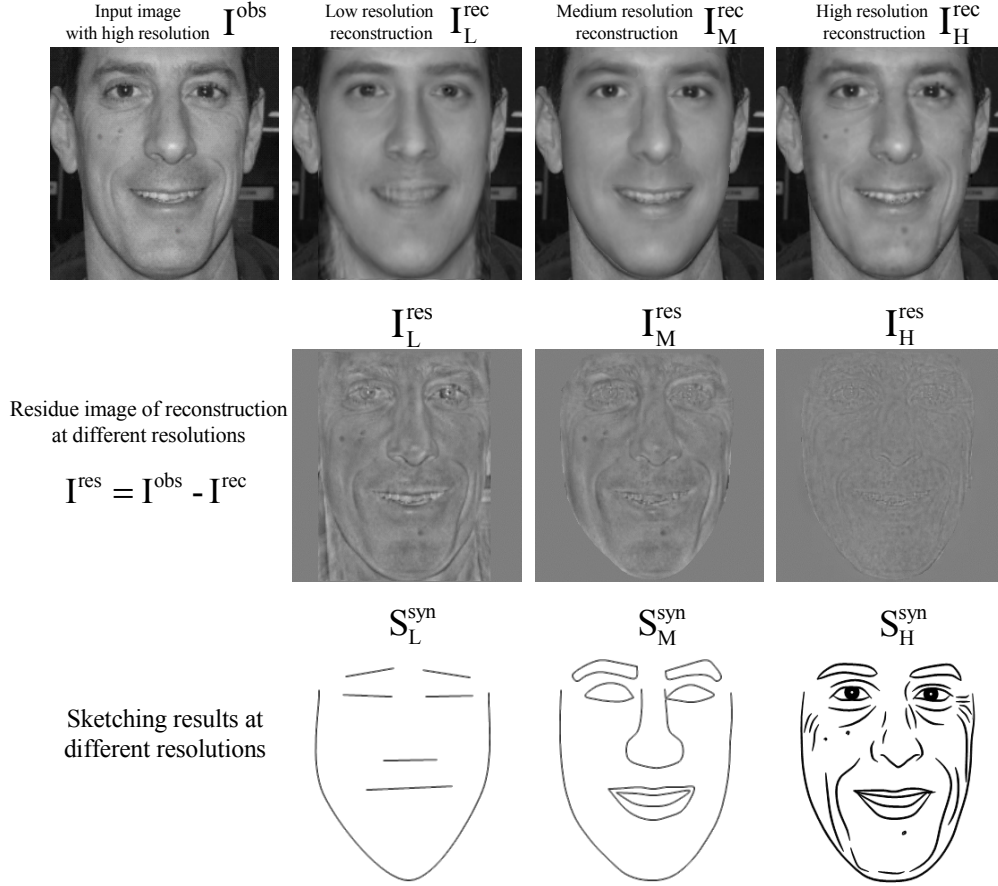 Input image
with high resolution I^obs
Low resolution
reconstruction I_L^rec
Medium resolution
reconstruction I_M^rec
High resolution
reconstruction I_H^rec
I_L^res I_M^res I_H^res
Residue image of reconstruction
at different resolutions
I^res = I^obs - I^rec
S_L^syn S_M^syn S_H^syn
Sketching results at
different resolutions